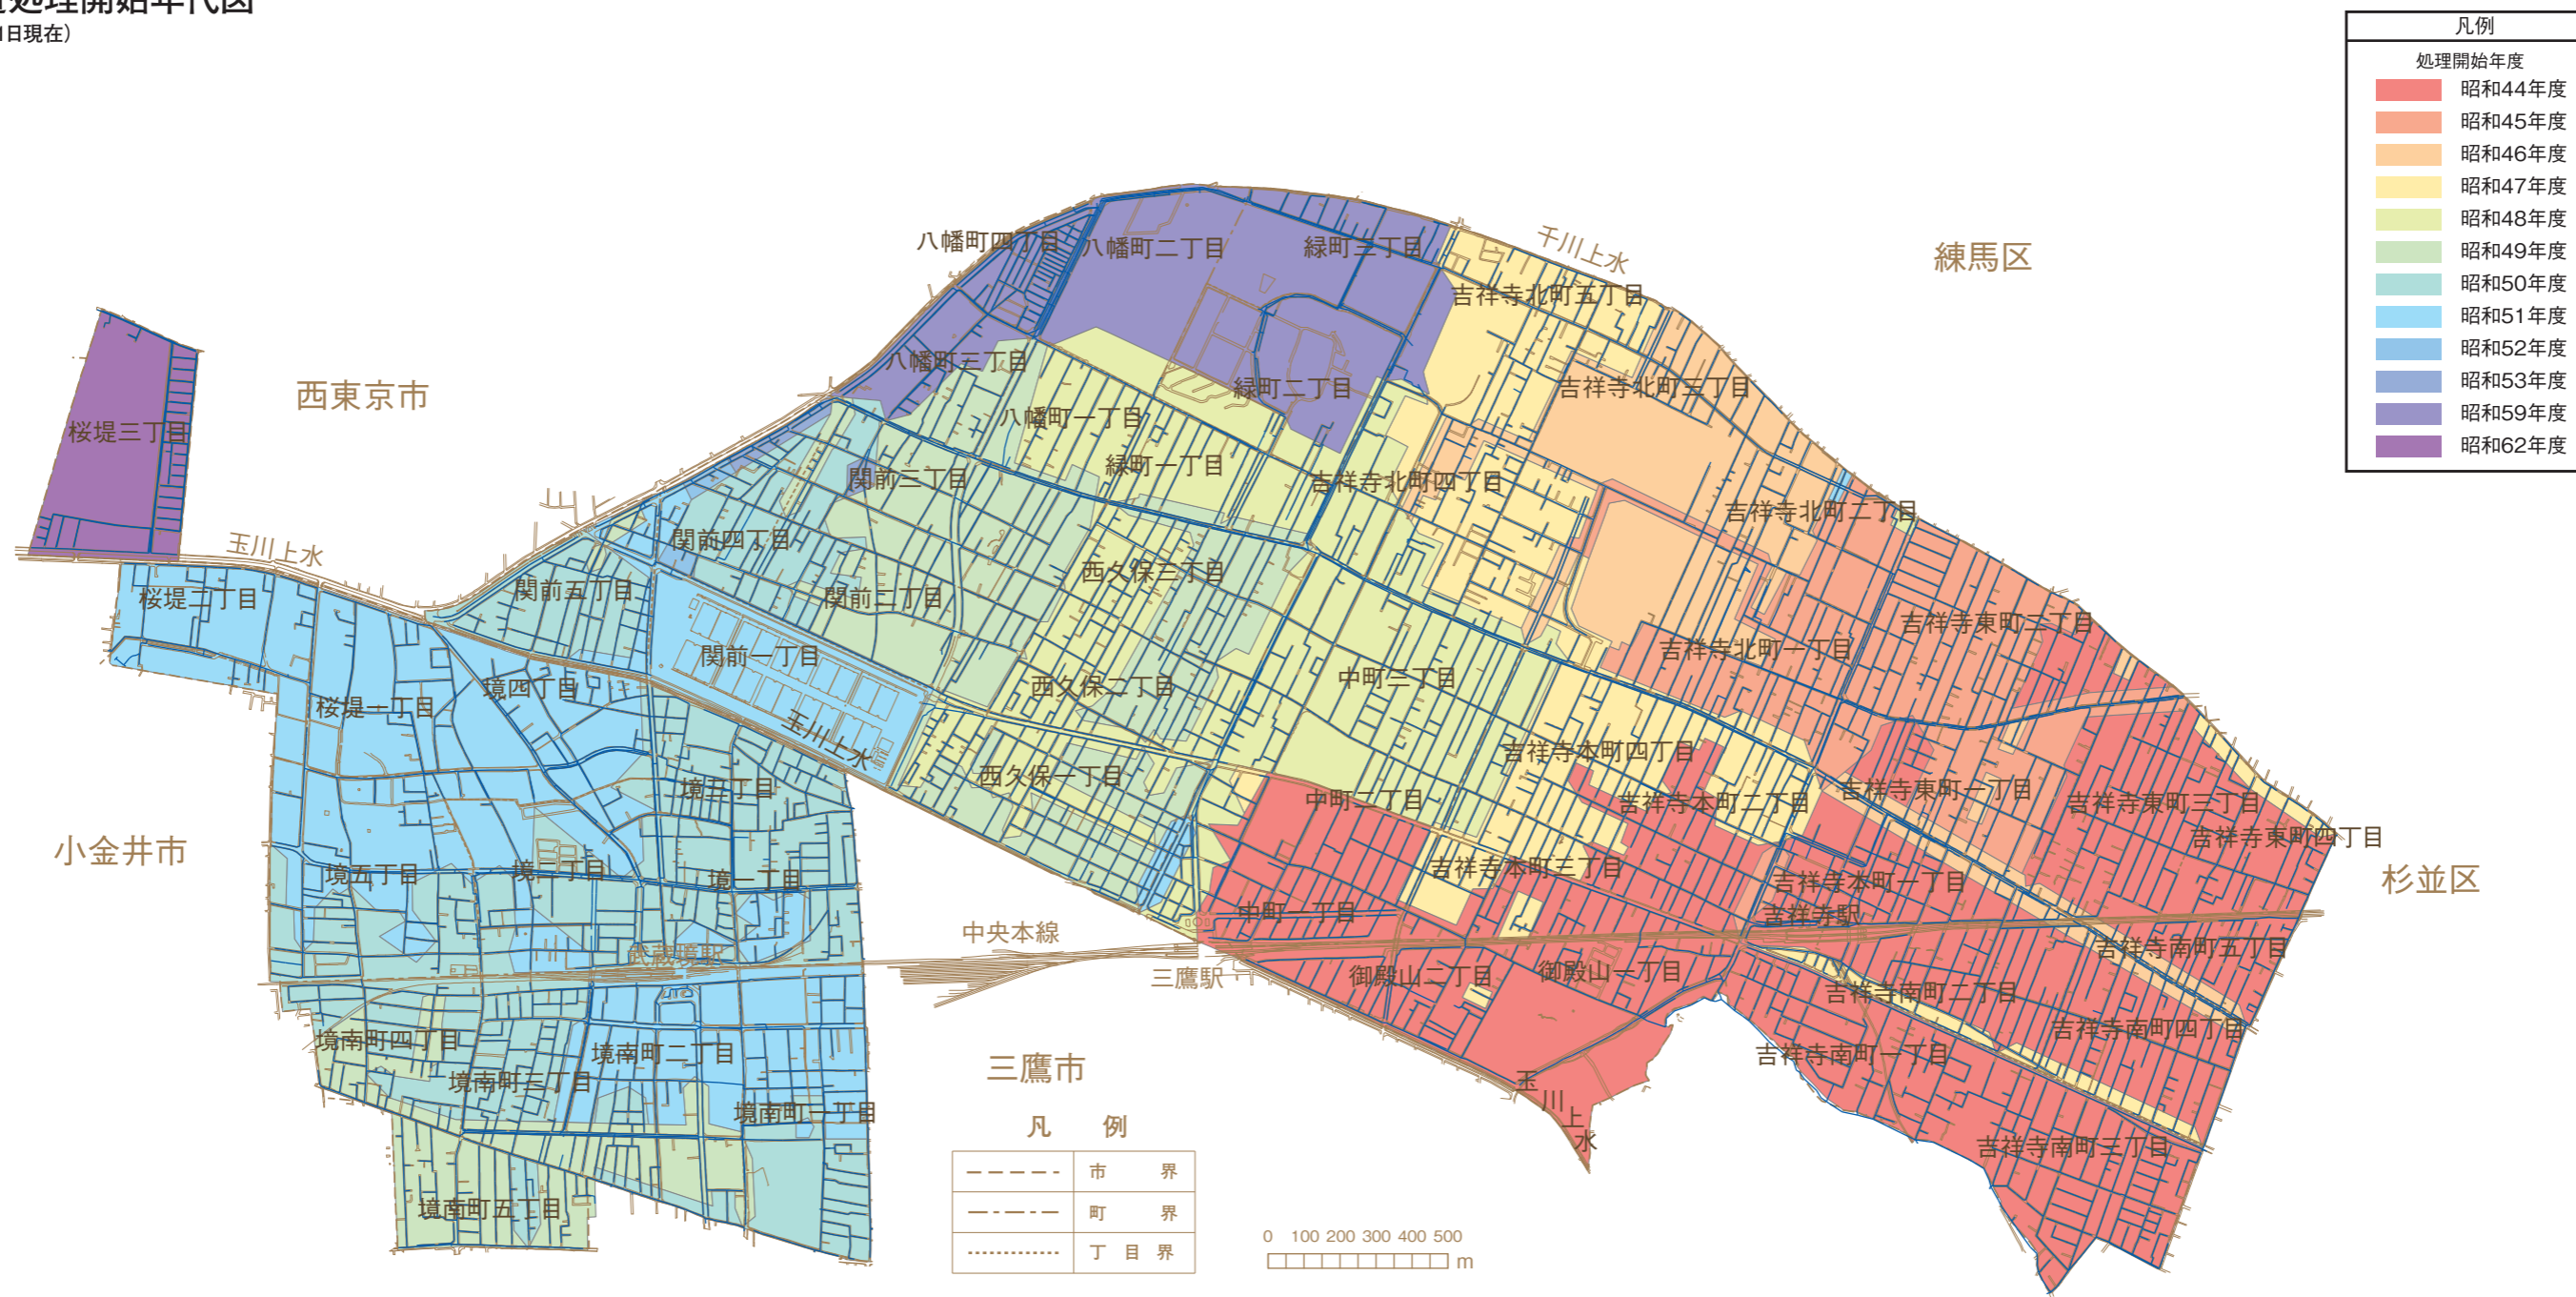 処理開始年代図
1日現在）
凡例
処理開始年度
昭和44年度
昭和45年度
昭和46年度
昭和47年度
昭和48年度
昭和49年度
昭和50年度
昭和51年度
昭和52年度
昭和53年度
昭和59年度
昭和62年度
練馬区
千川上水
八幡町四丁目
八幡町二丁目
緑町三丁目
吉祥寺北町五丁目
八幡町三丁目
緑町二丁目
吉祥寺北町三丁目
西東京市
桜堤三丁目
八幡町一丁目
緑町一丁目
関前三丁目
吉祥寺北町四丁目
吉祥寺北町二丁目
玉川上水
関前四丁目
西久保三丁目
桜堤二丁目
関前五丁目
関前二丁目
吉祥寺東町二丁目
関前一丁目
吉祥寺北町一丁目
桜堤一丁目
境四丁目
西久保二丁目
中町三丁目
玉川上水
吉祥寺本町四丁目
境三丁目
西久保一丁目
中町二丁目
吉祥寺本町二丁目
吉祥寺東町一丁目
吉祥寺東町三丁目
吉祥寺東町四丁目
小金井市
境五丁目
境二丁目
境一丁目
吉祥寺本町三丁目
吉祥寺本町一丁目
杉並区
中町一丁目
吉祥寺駅
中央本線
武蔵境駅
三鷹駅
御殿山二丁目
御殿山一丁目
吉祥寺南町五丁目
吉祥寺南町二丁目
境南町四丁目
境南町二丁目
吉祥寺南町四丁目
吉祥寺南町一丁目
三鷹市
境南町三丁目
境南町一丁目
玉川上水
吉祥寺南町三丁目
境南町五丁目
凡 例
市 界
町 界
丁 目 界
0 100 200 300 400 500
m